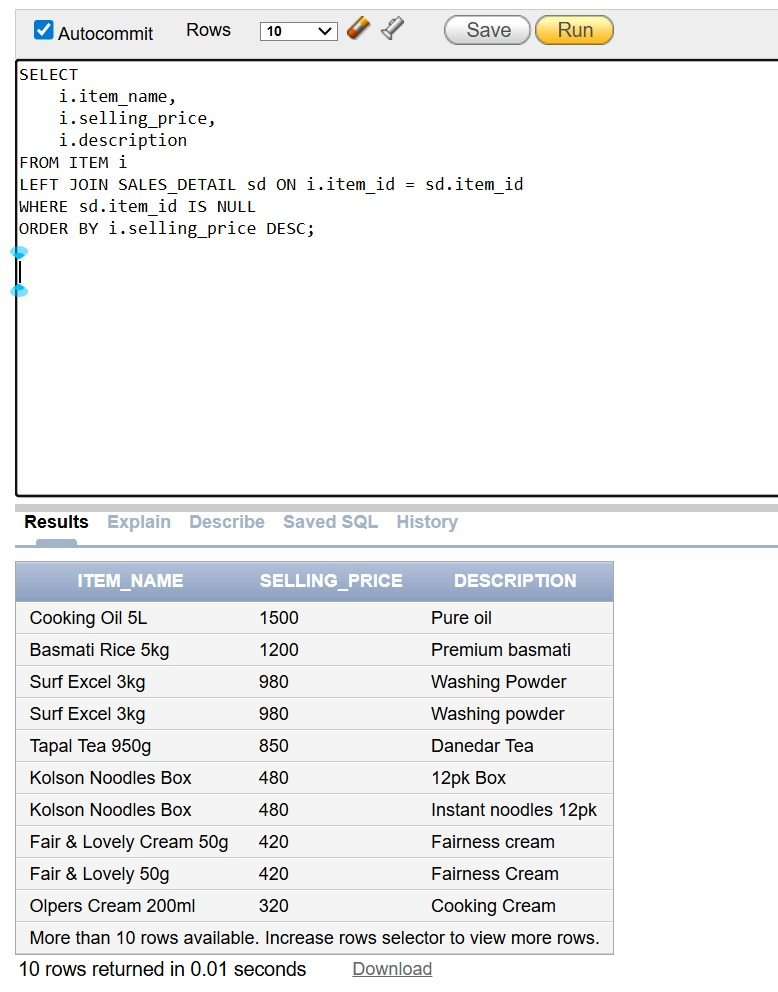 Autocommit Rows 10 Save Run
SELECT
    i.item_name,
    i.selling_price,
    i.description
FROM ITEM i
LEFT JOIN SALES_DETAIL sd ON i.item_id = sd.item_id
WHERE sd.item_id IS NULL
ORDER BY i.selling_price DESC;
Results Explain Describe Saved SQL History
ITEM_NAME SELLING_PRICE DESCRIPTION
Cooking Oil 5L 1500 Pure oil
Basmati Rice 5kg 1200 Premium basmati
Surf Excel 3kg 980 Washing Powder
Surf Excel 3kg 980 Washing powder
Tapal Tea 950g 850 Danedar Tea
Kolson Noodles Box 480 12pk Box
Kolson Noodles Box 480 Instant noodles 12pk
Fair & Lovely Cream 50g 420 Fairness cream
Fair & Lovely 50g 420 Fairness Cream
Olpers Cream 200ml 320 Cooking Cream
More than 10 rows available. Increase rows selector to view more rows.
10 rows returned in 0.01 seconds Download